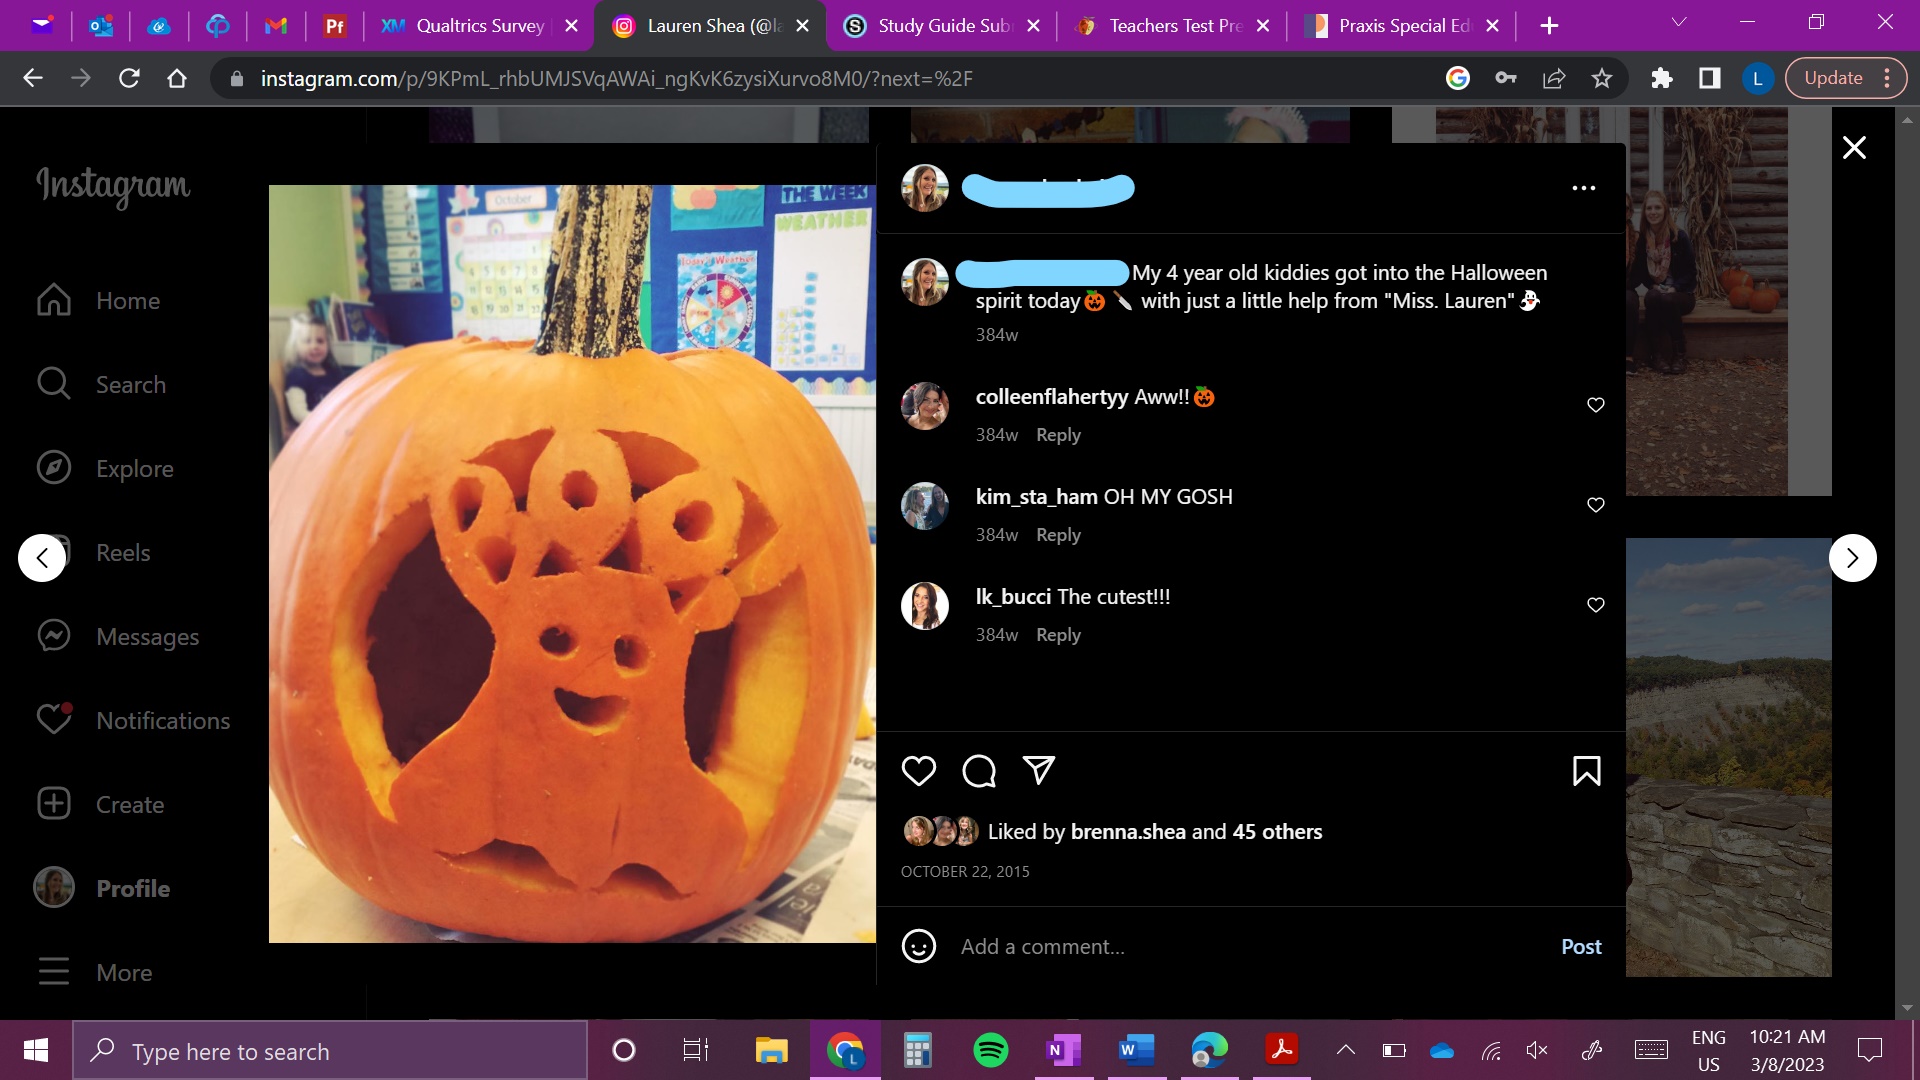 Qualtrics Survey
Lauren Shea (@la
Study Guide Sub
Teachers Test Pre
Praxis Special Ed
instagram.com/p/9KPmL_rhbUMJSVqAWAi_ngKvK6zysiXurvo8M0/?next=%2F
Update
Instagram
Home
Search
Explore
Reels
Messages
Notifications
Create
Profile
More
October
THE WEEK
WEATHER
Today's Weather
My 4 year old kiddies got into the Halloween
spirit today🎃🔪 with just a little help from "Miss. Lauren"👻
384w
colleenflahertyy Aww!!🎃
384w Reply
kim_sta_ham OH MY GOSH
384w Reply
lk_bucci The cutest!!!
384w Reply
Liked by brenna.shea and 45 others
OCTOBER 22, 2015
Add a comment...
Post
Type here to search
ENG
US
10:21 AM
3/8/2023